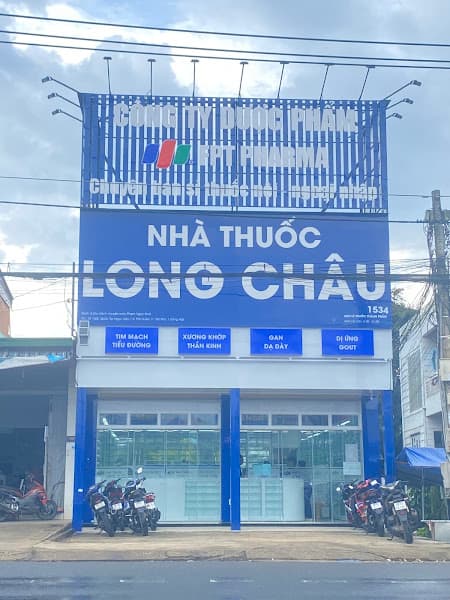 CÔNG TY DƯỢC PHẨM
FPT PHARMA
Chuyên bán sỉ thuốc nội - ngoại nhập
NHÀ THUỐC
LONG CHÂU
1534
TIM MẠCH
TIỂU ĐƯỜNG
XƯƠNG KHỚP
THẦN KINH
GAN
DẠ DÀY
DỊ ỨNG
GOUT